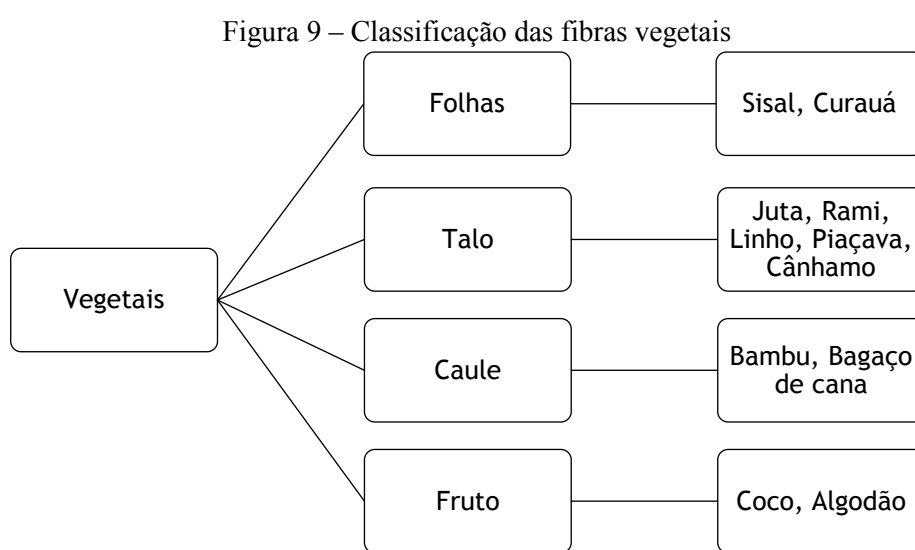 Figura 9 – Classificação das fibras vegetais
Folhas
Sisal, Curauá
Talo
Juta, Rami,
Linho, Piaçava,
Cânhamo
Vegetais
Caule
Bambu, Bagaço
de cana
Fruto
Coco, Algodão